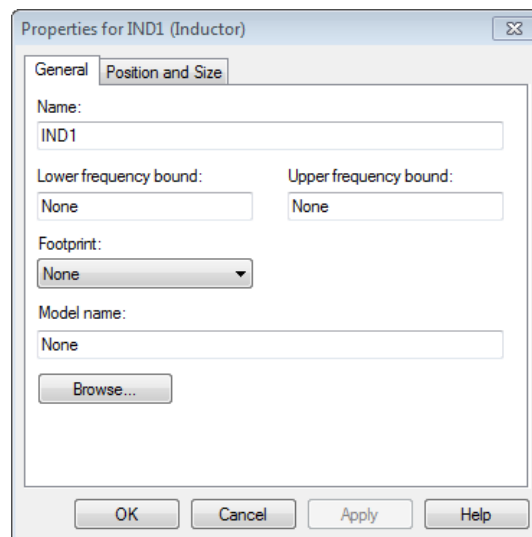 Properties for IND1 (Inductor)
General Position and Size
Name:
IND1
Lower frequency bound: Upper frequency bound:
None None
Footprint:
None
Model name:
None
Browse...
OK Cancel Apply Help